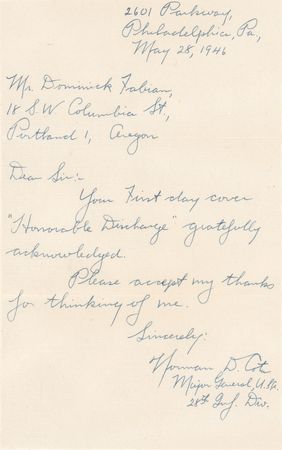 2601 Parkway,
Philadelphia, Pa,
May 28, 1946
Mr. Dominick Fabian,
18 S.W Columbia St,
Portland 1, Oregon
Dear Sir:-
Your First day cover
"Honorable Discharge" gratefully
acknowledged.
Please accept my thanks
for thinking of me.
Sincerely:
Norman D. Cota
Major General, U.S.A.
28th Inf. Div.